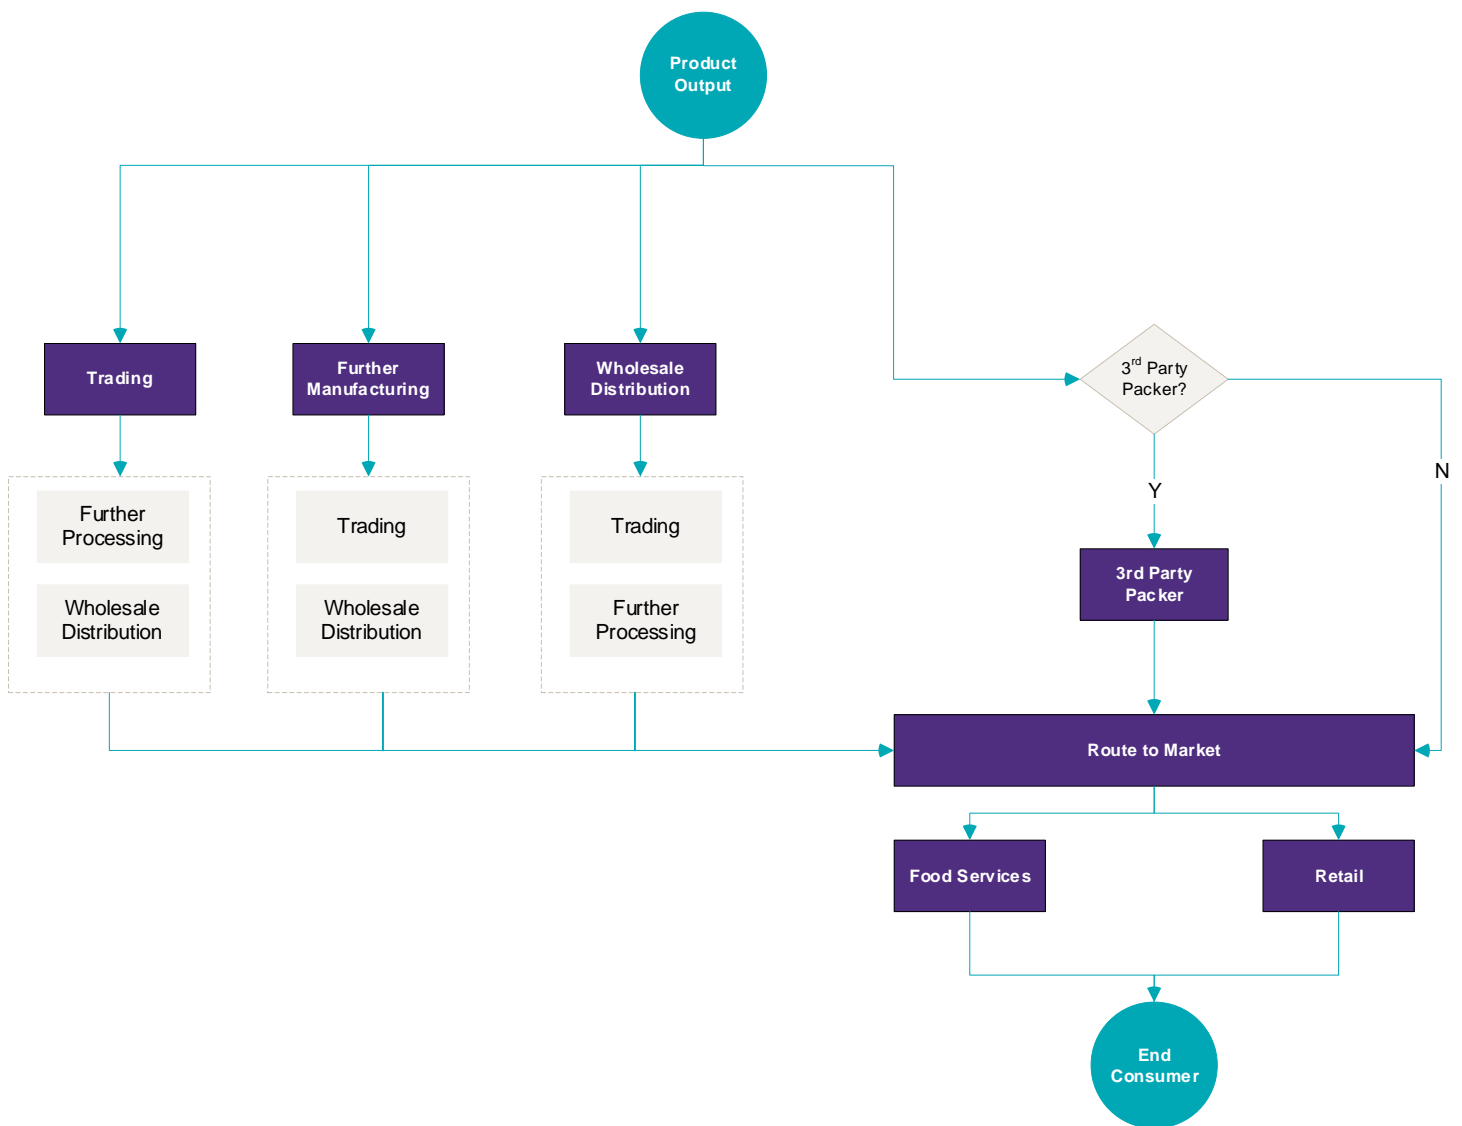 Product
Output
Trading
Further
Manufacturing
Wholesale
Distribution
3rd Party
Packer?
Further
Processing
Wholesale
Distribution
Trading
Wholesale
Distribution
Trading
Further
Processing
Y
N
3rd Party
Packer
Route to Market
Food Services
Retail
End
Consumer